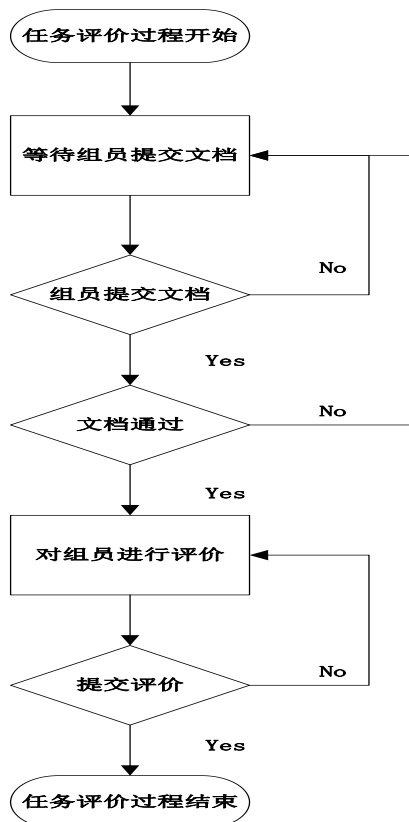 任务评价过程开始
等待组员提交文档
No
组员提交文档
Yes
No
文档通过
Yes
对组员进行评价
No
提交评价
Yes
任务评价过程结束